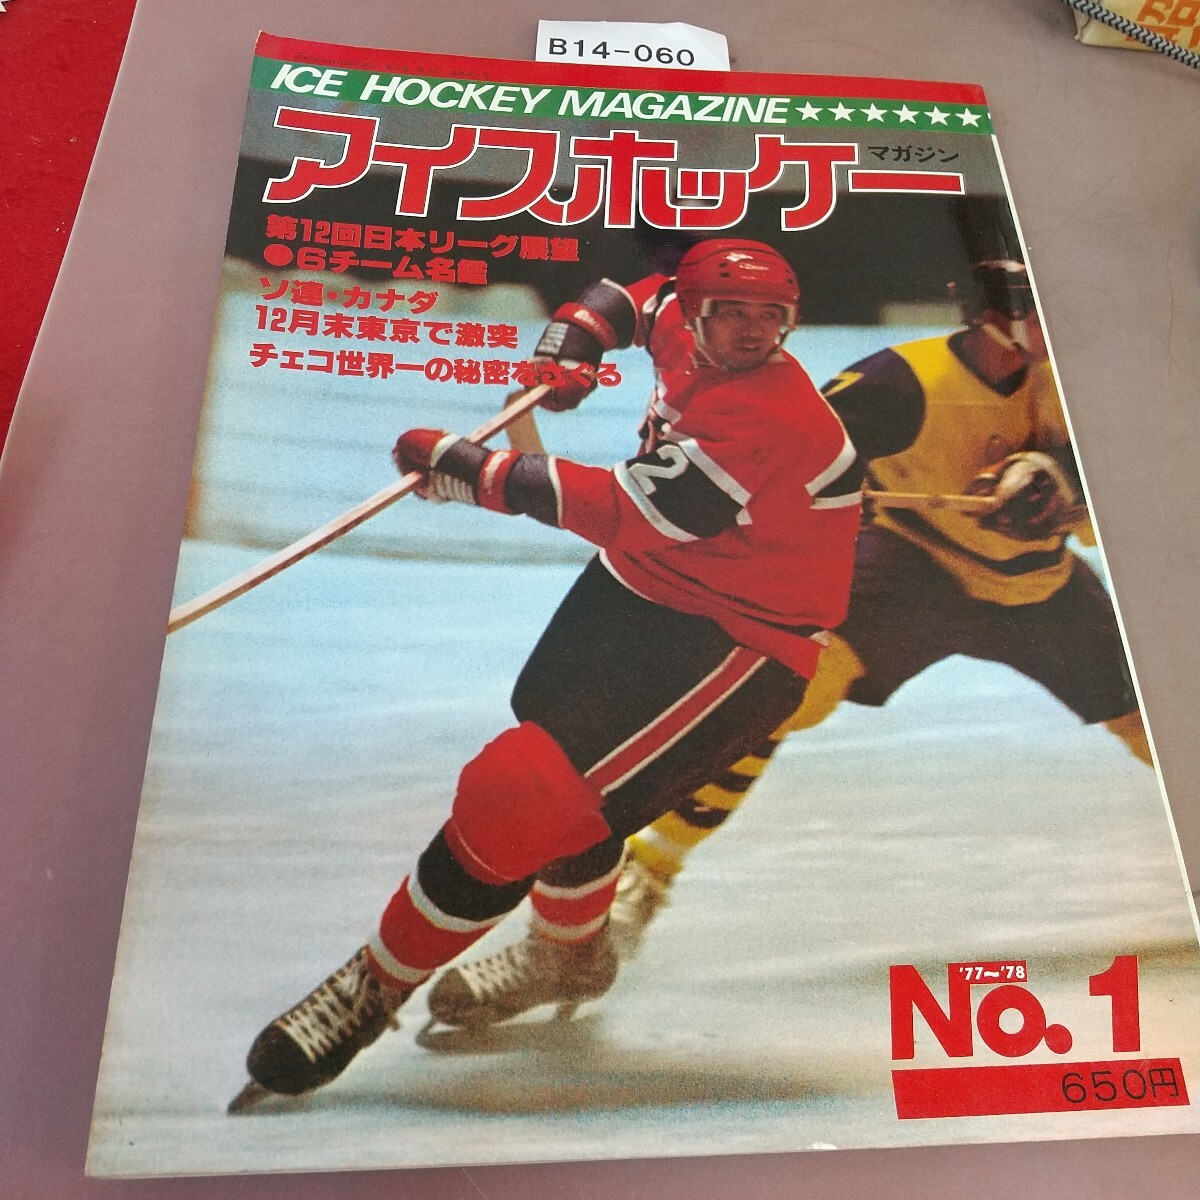 B14-060
ICE HOCKEY MAGAZINE ★★★★★★★
アイスホッケー マガジン
第12回日本リーグ展望
●6チーム名鑑
ソ連・カナダ
12月末東京で激突
チェコ世界一の秘密をさぐる
2
7
'77〜'78
No.1
650円